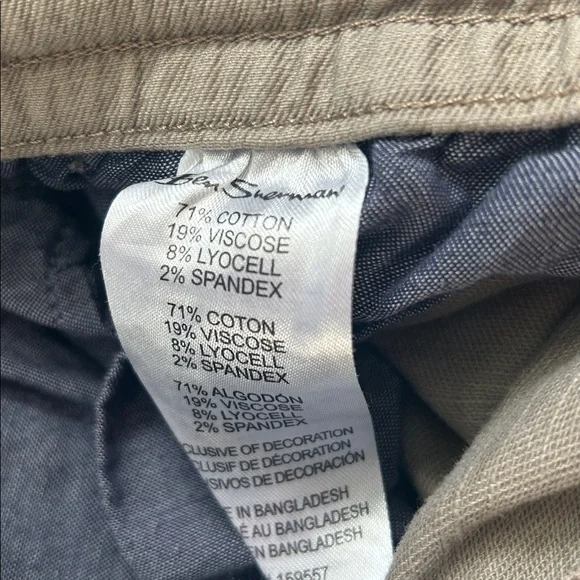 Ben Sherman
71% COTTON
19% VISCOSE
8% LYOCELL
2% SPANDEX
71% COTON
19% VISCOSE
8% LYOCELL
2% SPANDEX
71% ALGODÓN
19% VISCOSE
8% LYOCELL
2% SPANDEX
CLUSIVE OF DECORATION
CLUSIF DE DÉCORATION
USIVOS DE DECORACIÓN
E IN BANGLADESH
É AU BANGLADESH
EN BANGLADESH
159557